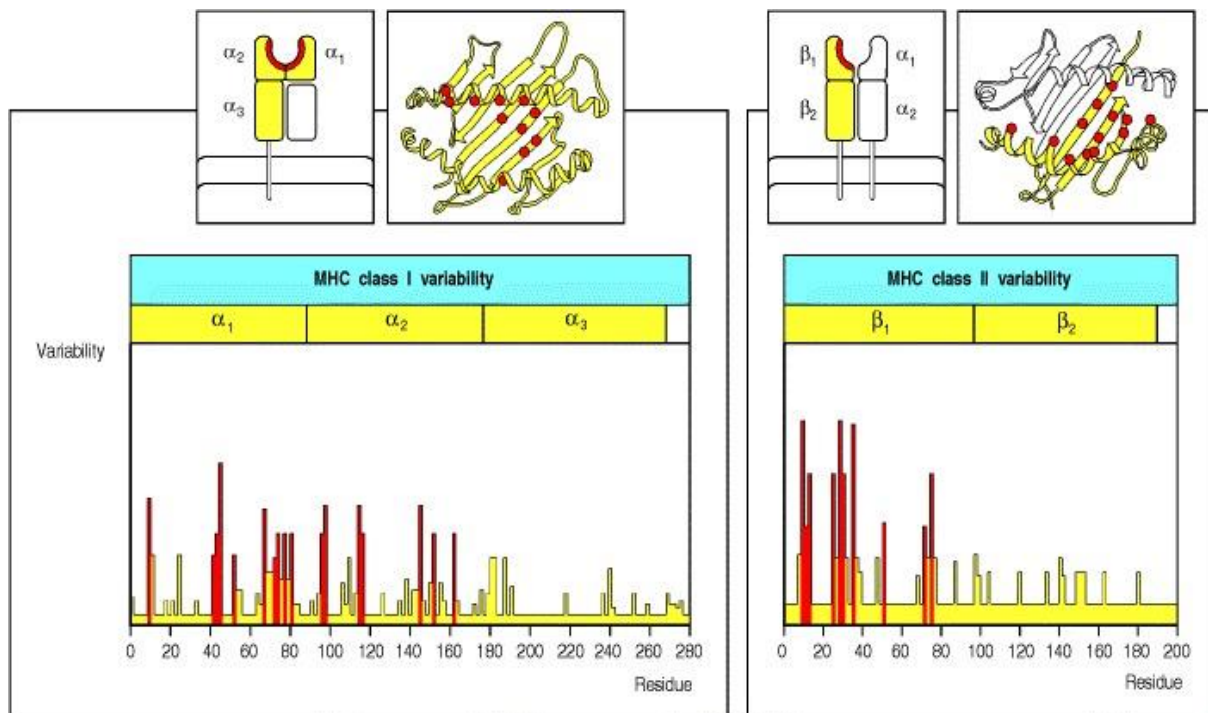 α2 α1
α3
β1 α1
β2 α2
MHC class I variability
α1 α2 α3
Variability
0 20 40 60 80 100 120 140 160 180 200 220 240 260 280
Residue
MHC class II variability
β1 β2
0 20 40 60 80 100 120 140 160 180 200
Residue